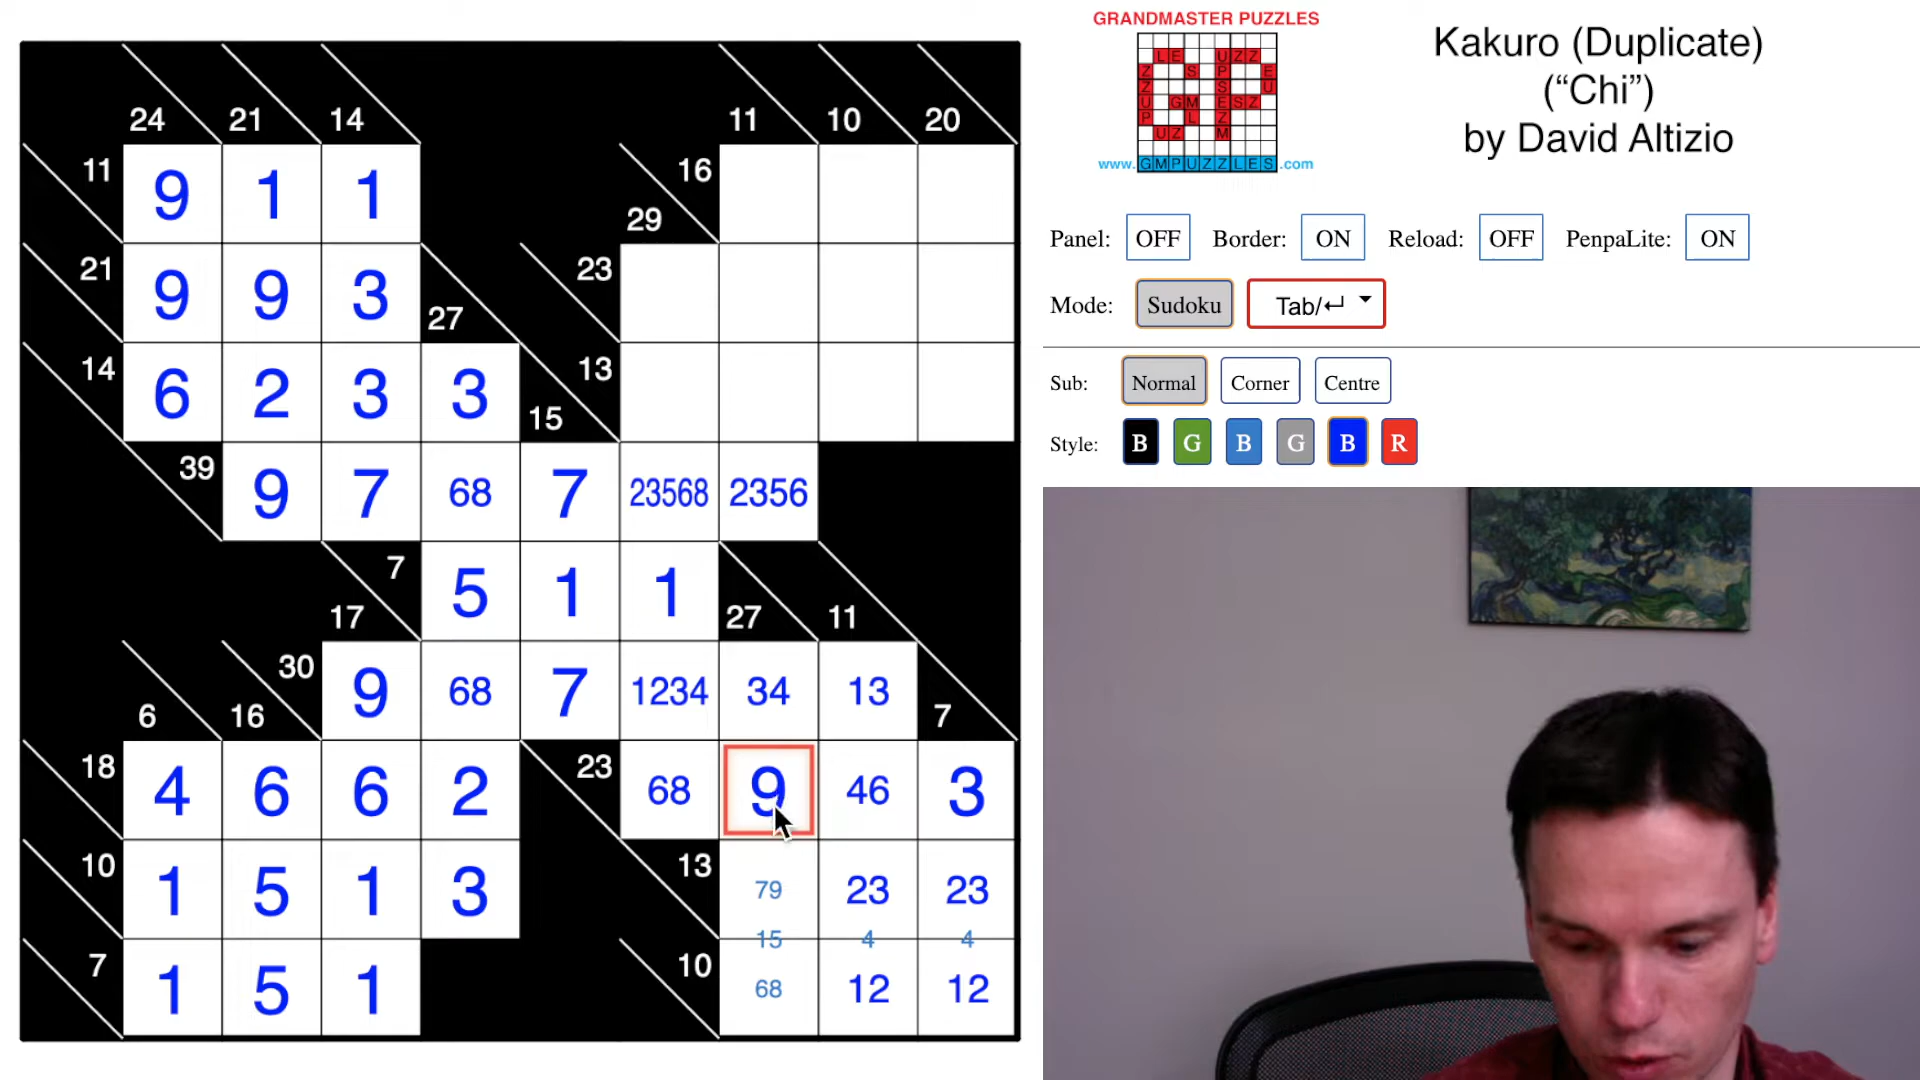 GRANDMASTER PUZZLES
LE UZZ
Z S P E
Z S U
U GM ESZ
P L Z
UZ M
www.GMPUZZLES.com
Kakuro (Duplicate)
(“Chi”)
by David Altizio
Panel: OFF Border: ON Reload: OFF PenpaLite: ON
Mode: Sudoku Tab/↵
Sub: Normal Corner Centre
Style: B G B G B R
24 21 14 11 10 20
11 9 1 1 29 16
21 9 9 3 27 23
14 6 2 3 3 15 13
39 9 7 68 7 23568 2356
17 7 5 1 1 27 11
6 16 30 9 68 7 1234 34 13 7
18 4 6 6 2 23 68 9 46 3
10 1 5 1 3 13 79 23 23
15 4 4
7 1 5 1 10 68 12 12